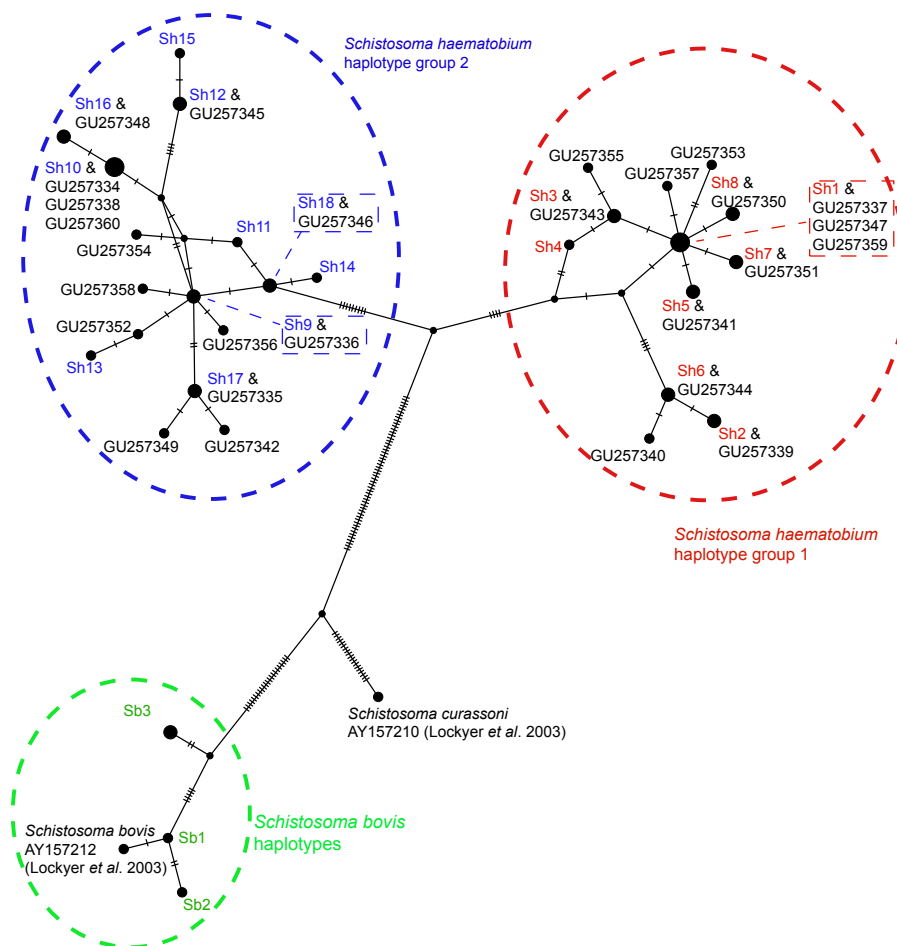 Sh15
Schistosoma haematobium
haplotype group 2
Sh12 &
GU257345
Sh16 &
GU257348
Sh10 &
GU257334
GU257338
GU257360
Sh18 &
GU257346
Sh11
GU257354
Sh14
GU257358
GU257352
GU257356
Sh9 &
GU257336
Sh13
Sh17 &
GU257335
GU257349
GU257342
GU257355
GU257353
GU257357
Sh3 &
GU257343
Sh8 &
GU257350
Sh1 &
GU257337
GU257347
GU257359
Sh4
Sh7 &
GU257351
Sh5 &
GU257341
Sh6 &
GU257344
Sh2 &
GU257339
GU257340
Schistosoma haematobium
haplotype group 1
Schistosoma curassoni
AY157210 (Lockyer et al. 2003)
Sb3
Schistosoma bovis
AY157212
(Lockyer et al. 2003)
Sb1
Sb2
Schistosoma bovis
haplotypes